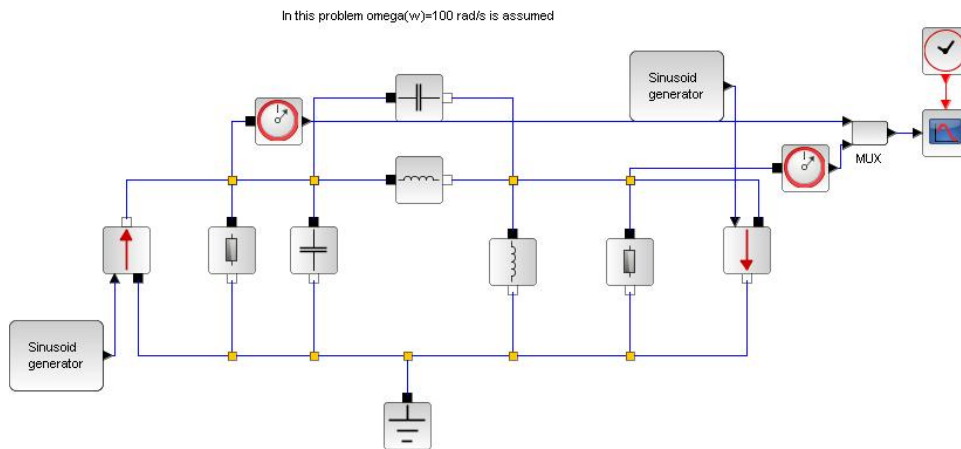 In this problem omega(w)=100 rad/s is assumed
Sinusoid
generator
MUX
Sinusoid
generator